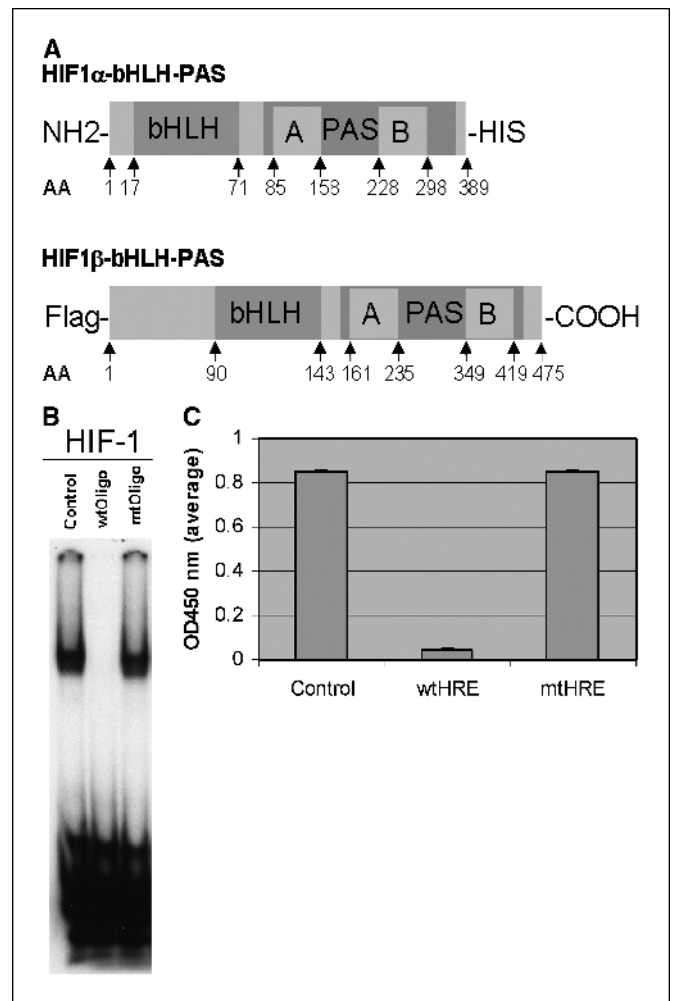 A
HIF1α-bHLH-PAS
NH2- bHLH A PAS B -HIS
AA 1 17 71 85 158 228 298 389
HIF1β-bHLH-PAS
Flag- bHLH A PAS B -COOH
AA 1 90 143 161 235 349 419 475
B
HIF-1
Control wtOligo mtOligo
C
OD450 nm (average)
1
0.8
0.6
0.4
0.2
0
Control wtHRE mtHRE